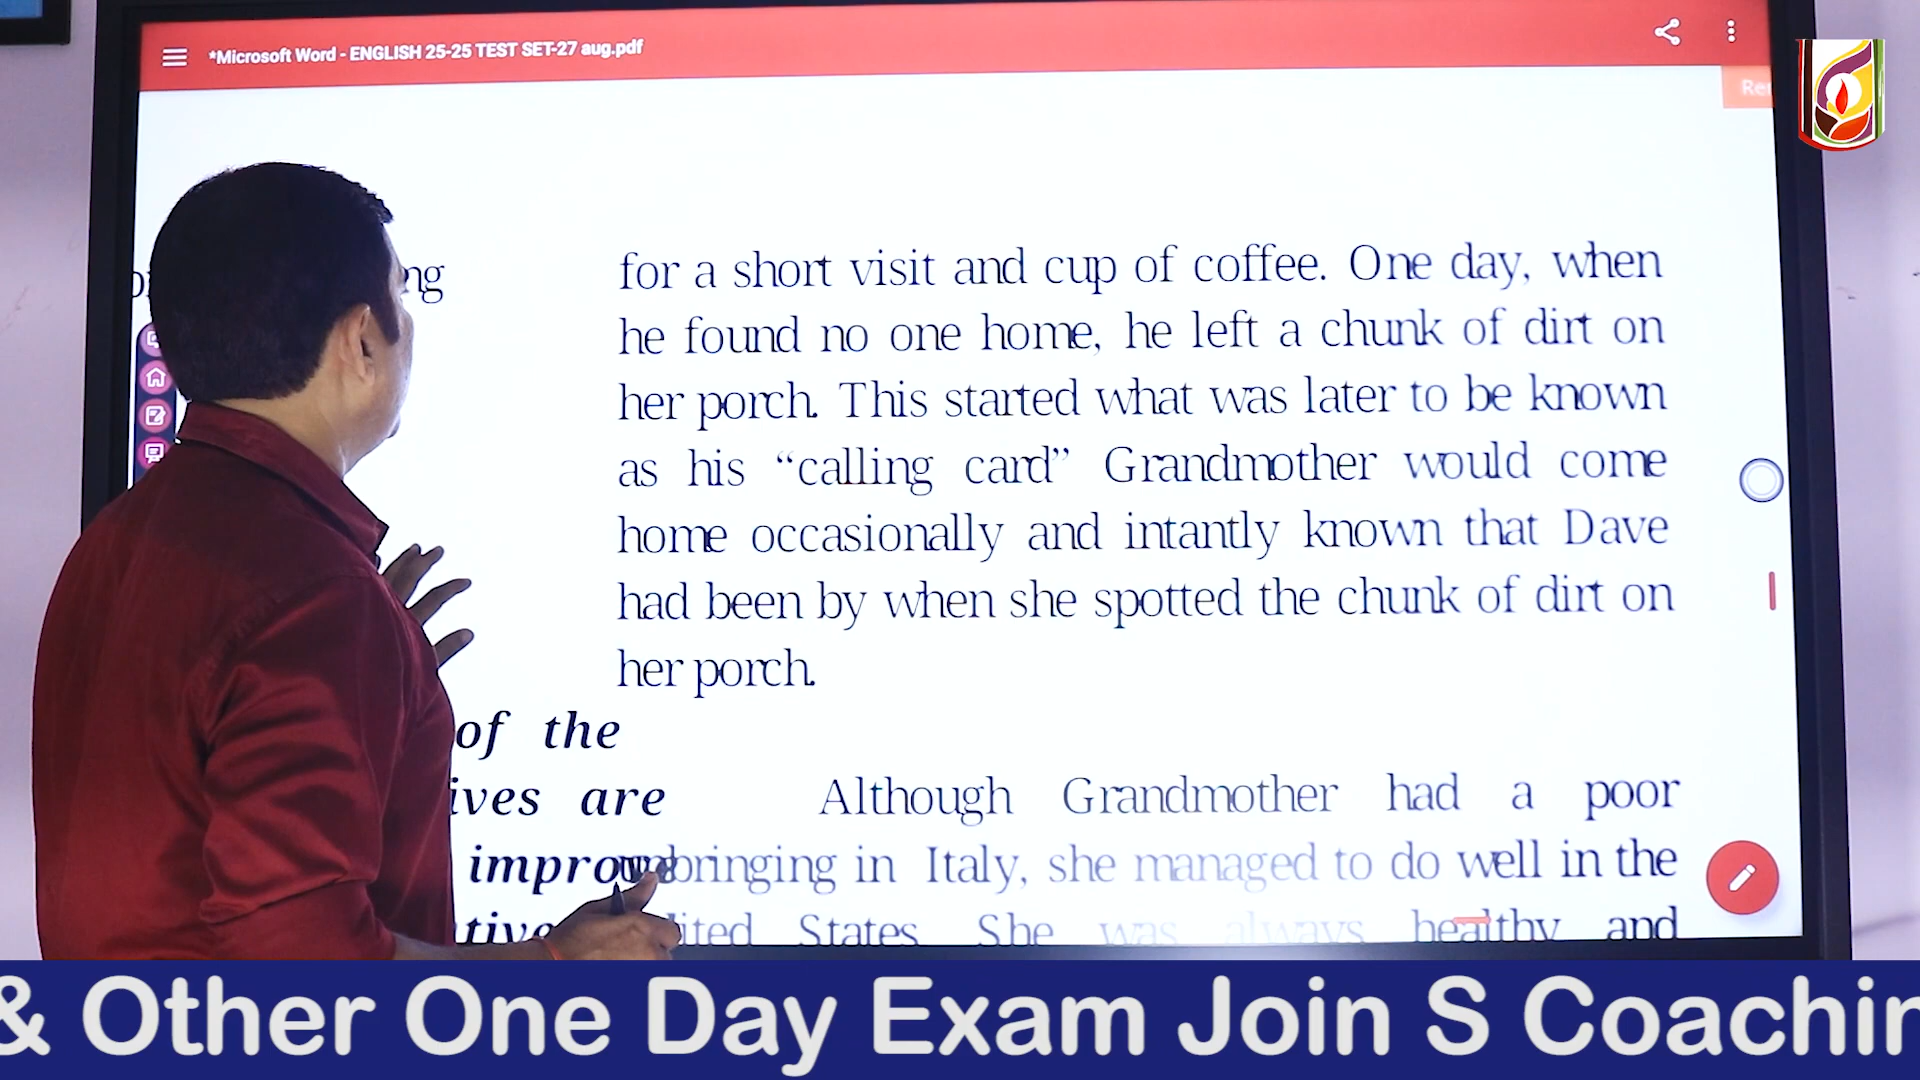 *Microsoft Word - ENGLISH 25-25 TEST SET-27 aug.pdf
for a short visit and cup of coffee. One day, when
he found no one home, he left a chunk of dirt on
her porch. This started what was later to be known
as his “calling card” Grandmother would come
home occasionally and intantly known that Dave
had been by when she spotted the chunk of dirt on
her porch.
of the
ives are
Although Grandmother had a poor
improve
upbringing in Italy, she managed to do well in the
States She was always healthy and
& Other One Day Exam Join S Coachin